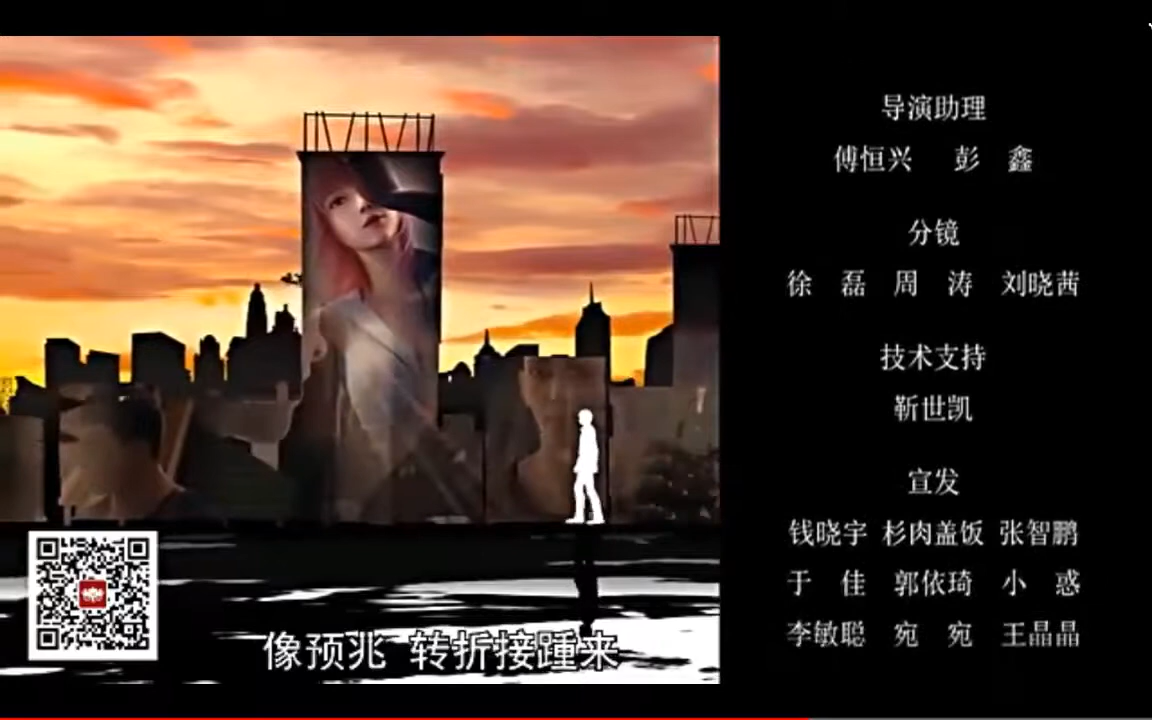 导演助理
傅恒兴 彭 鑫
分镜
徐 磊 周 涛 刘晓茜
技术支持
靳世凯
宣发
钱晓宇 杉肉盖饭 张智鹏
于 佳 郭依琦 小 惑
李敏聪 宛 宛 王晶晶
像预兆 转折接踵来